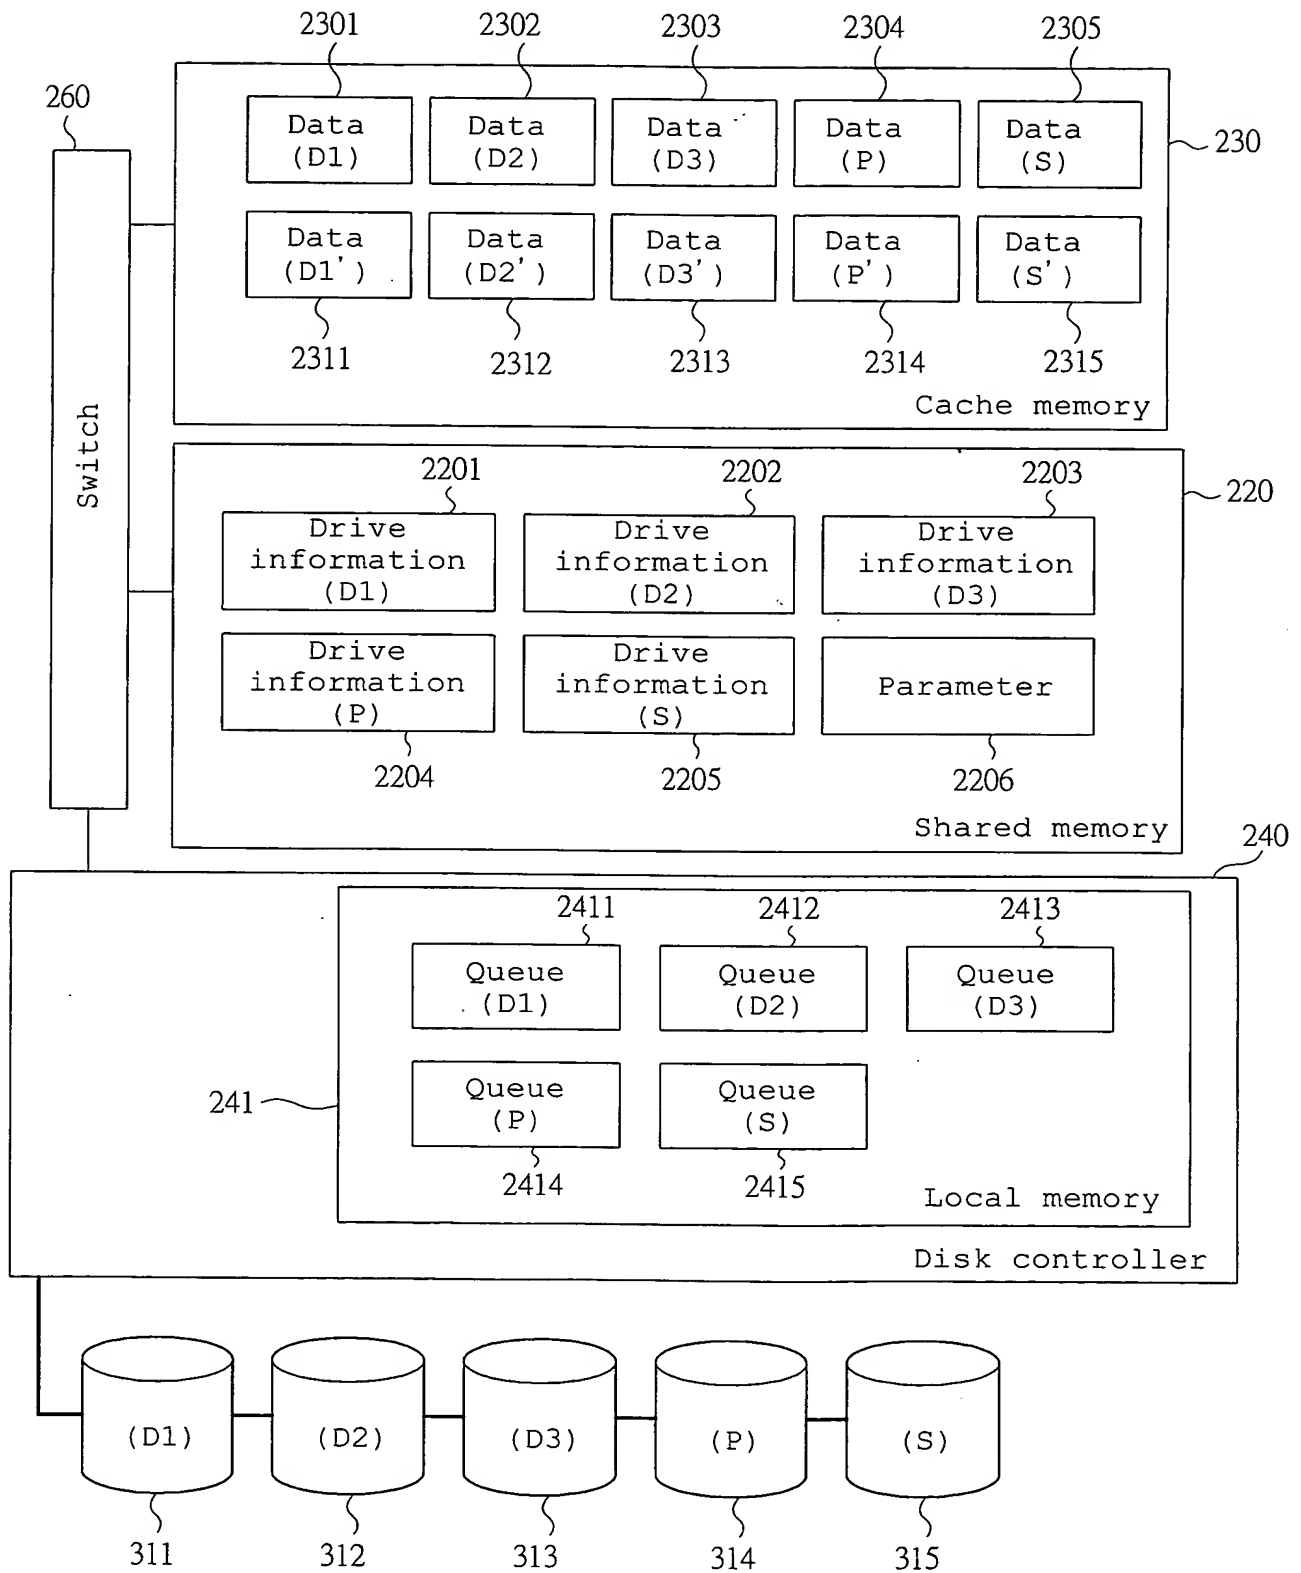 2301 2302 2303 2304 2305
260
Data Data Data Data Data
(D1) (D2) (D3) (P) (S)
230
Data Data Data Data Data
(D1') (D2') (D3') (P') (S')
2311 2312 2313 2314 2315
Cache memory
Switch
2201 2202 2203
220
Drive Drive Drive
information information information
(D1) (D2) (D3)
Drive Drive
information information Parameter
(P) (S)
2204 2205 2206
Shared memory
240
2411 2412 2413
Queue Queue Queue
(D1) (D2) (D3)
241
Queue Queue
(P) (S)
2414 2415
Local memory
Disk controller
(D1) (D2) (D3) (P) (S)
311 312 313 314 315